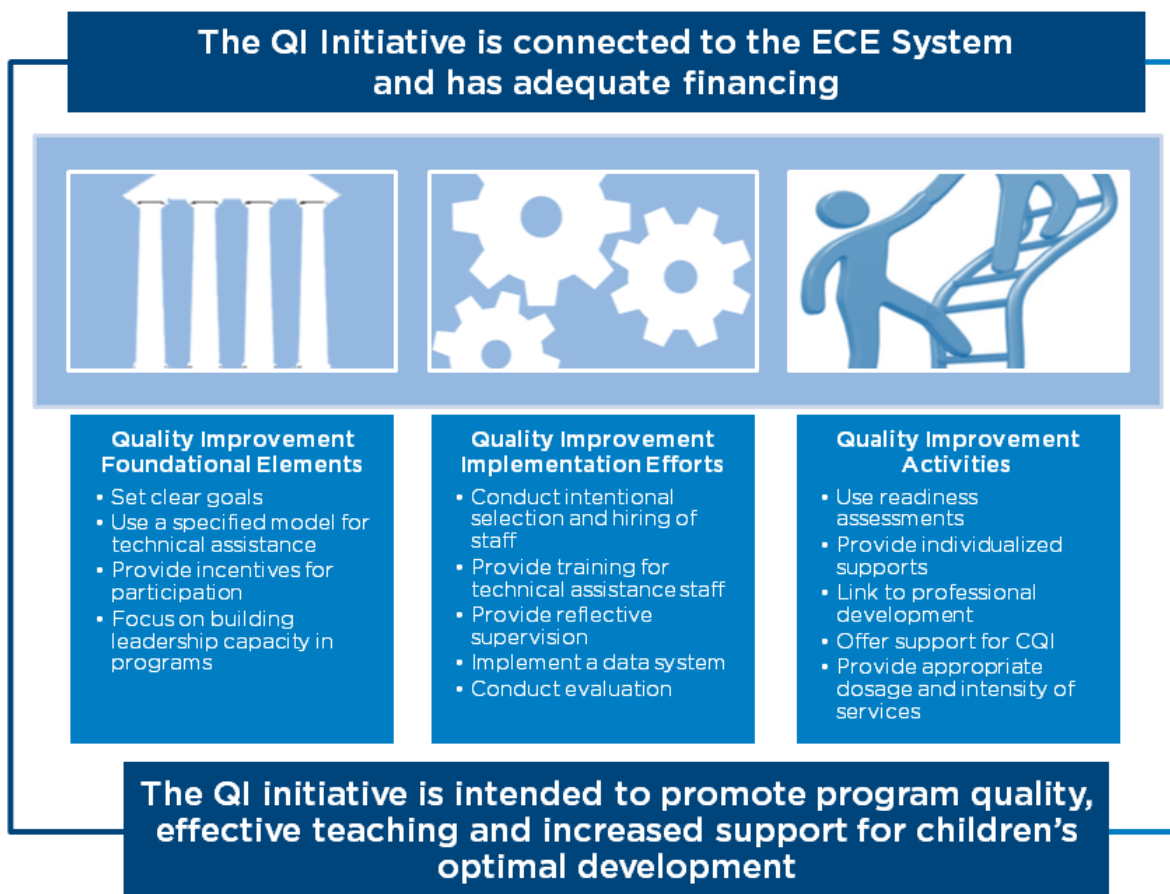 The QI Initiative is connected to the ECE System
and has adequate financing
Quality Improvement
Foundational Elements
• Set clear goals
• Use a specified model for
technical assistance
• Provide incentives for
participation
• Focus on building
leadership capacity in
programs
Quality Improvement
Implementation Efforts
• Conduct intentional
selection and hiring of
staff
• Provide training for
technical assistance staff
• Provide reflective
supervision
• Implement a data system
• Conduct evaluation
Quality Improvement
Activities
• Use readiness
assessments
• Provide individualized
supports
• Link to professional
development
• Offer support for CQI
• Provide appropriate
dosage and intensity of
services
The QI initiative is intended to promote program quality,
effective teaching and increased support for children’s
optimal development